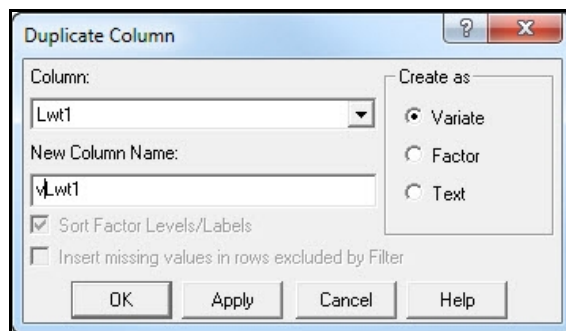 Duplicate Column
Column:
Lwt1
New Column Name:
vLwt1
Sort Factor Levels/Labels
Insert missing values in rows excluded by Filter
Create as
Variate
Factor
Text
OK Apply Cancel Help